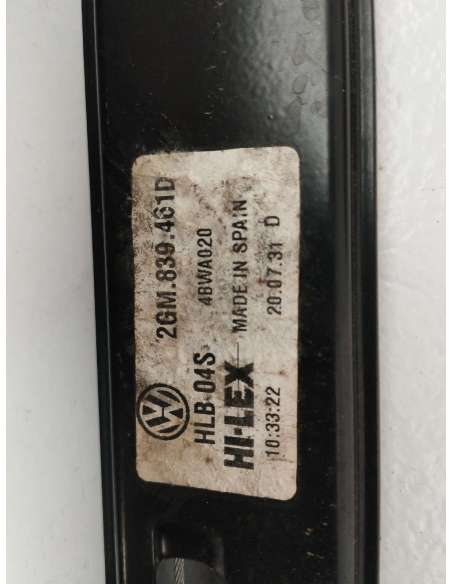 2GM.839.461D
HLB 04S 4BWA020
HI-LEX MADE IN SPAIN
10:33:22 20.07.31 D